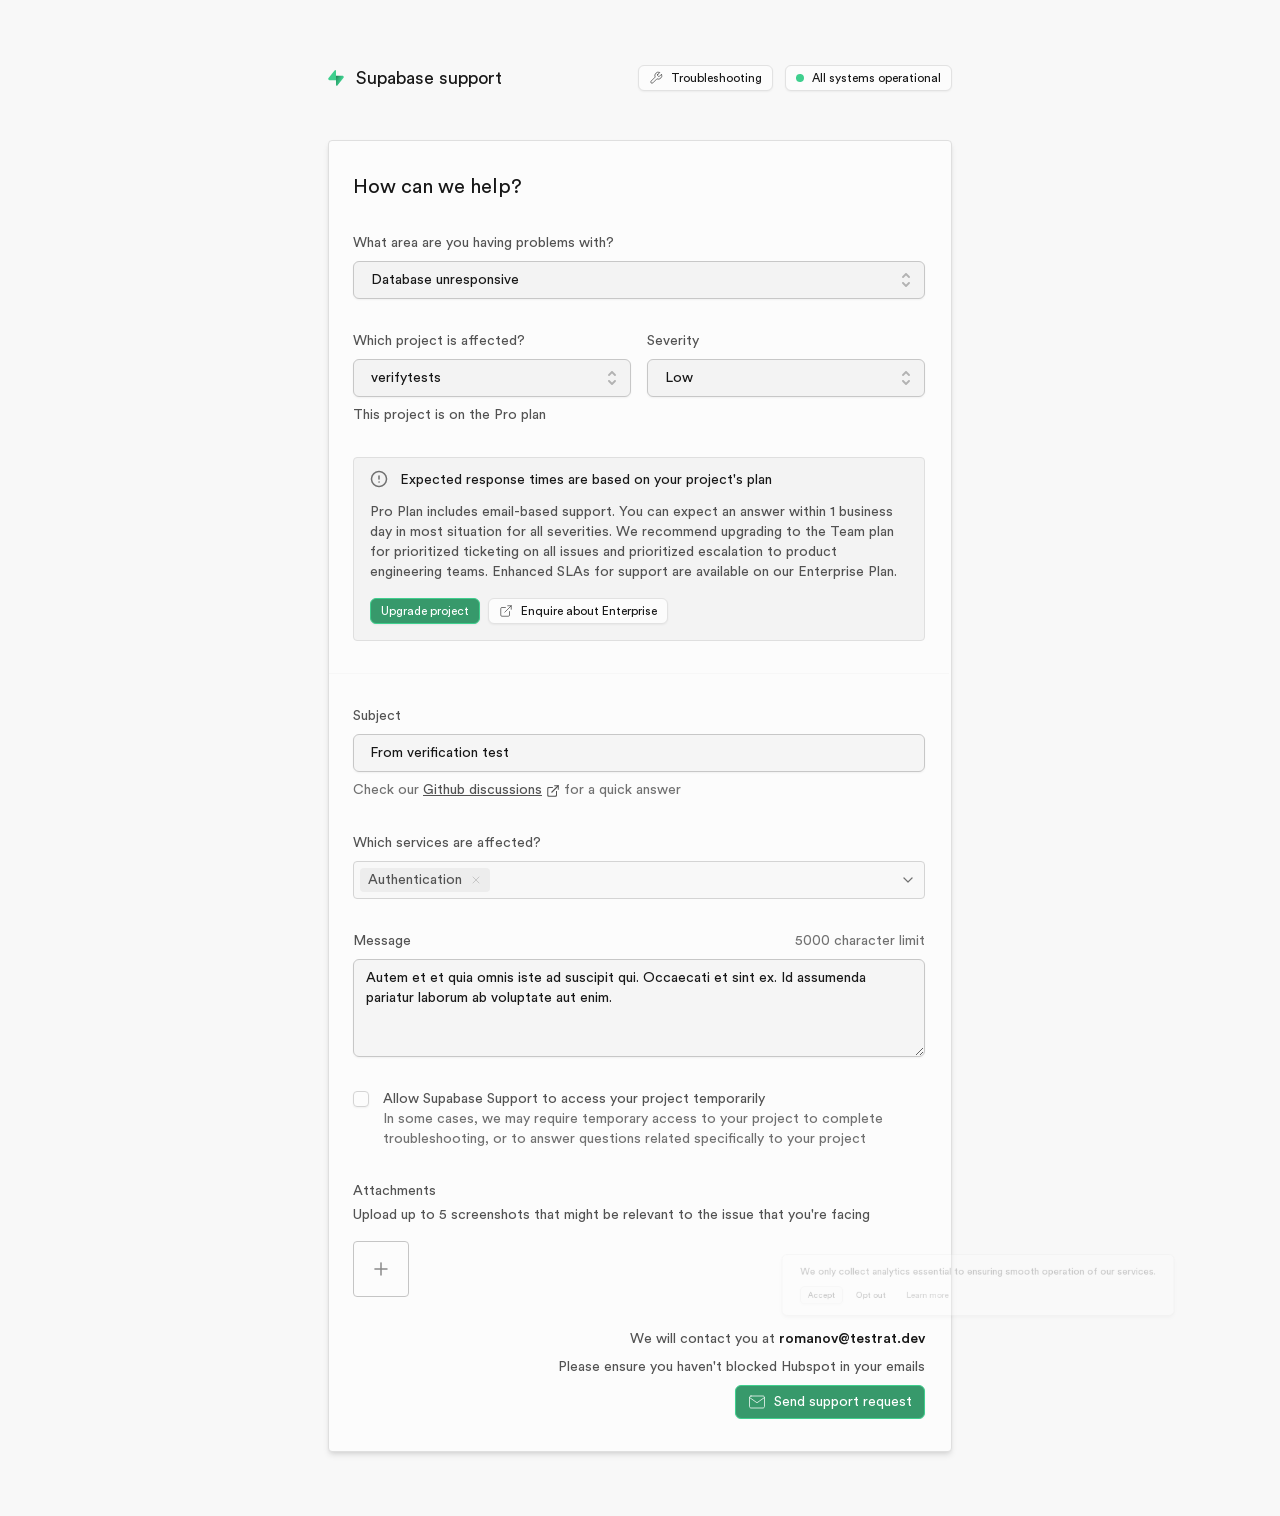 Supabase support
Troubleshooting
All systems operational
How can we help?
What area are you having problems with?
Database unresponsive
Which project is affected?
Severity
verifytests
Low
This project is on the Pro plan
Expected response times are based on your project's plan
Pro Plan includes email-based support. You can expect an answer within 1 business
day in most situation for all severities. We recommend upgrading to the Team plan
for prioritized ticketing on all issues and prioritized escalation to product
engineering teams. Enhanced SLAs for support are available on our Enterprise Plan.
Upgrade project
Enquire about Enterprise
Subject
From verification test
Check our Github discussions for a quick answer
Which services are affected?
Authentication
Message
5000 character limit
Autem et et quia omnis iste ad suscipit qui. Occaecati et sint ex. Id assumenda
pariatur laborum ab voluptate aut enim.
Allow Supabase Support to access your project temporarily
In some cases, we may require temporary access to your project to complete
troubleshooting, or to answer questions related specifically to your project
Attachments
Upload up to 5 screenshots that might be relevant to the issue that you're facing
We only collect analytics essential to ensuring smooth operation of our services.
Accept
Opt out
Learn more
We will contact you at romanov@testrat.dev
Please ensure you haven't blocked Hubspot in your emails
Send support request